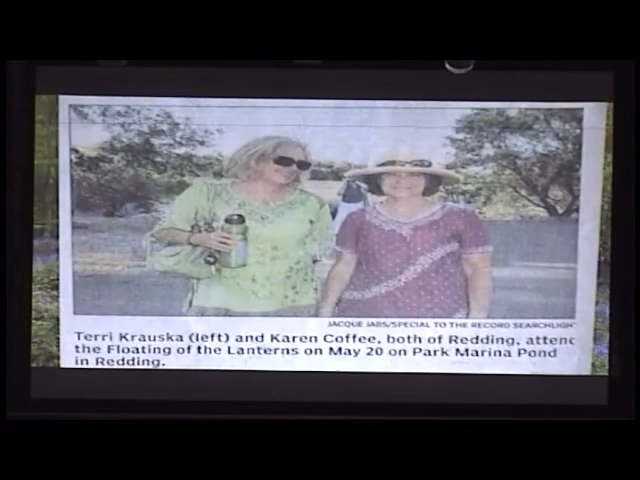 JACQUE JABS/SPECIAL TO THE RECORD SEARCHLIGH
Terri Krauska (left) and Karen Coffee, both of Redding, attend
the Floating of the Lanterns on May 20 on Park Marina Pond
in Redding.